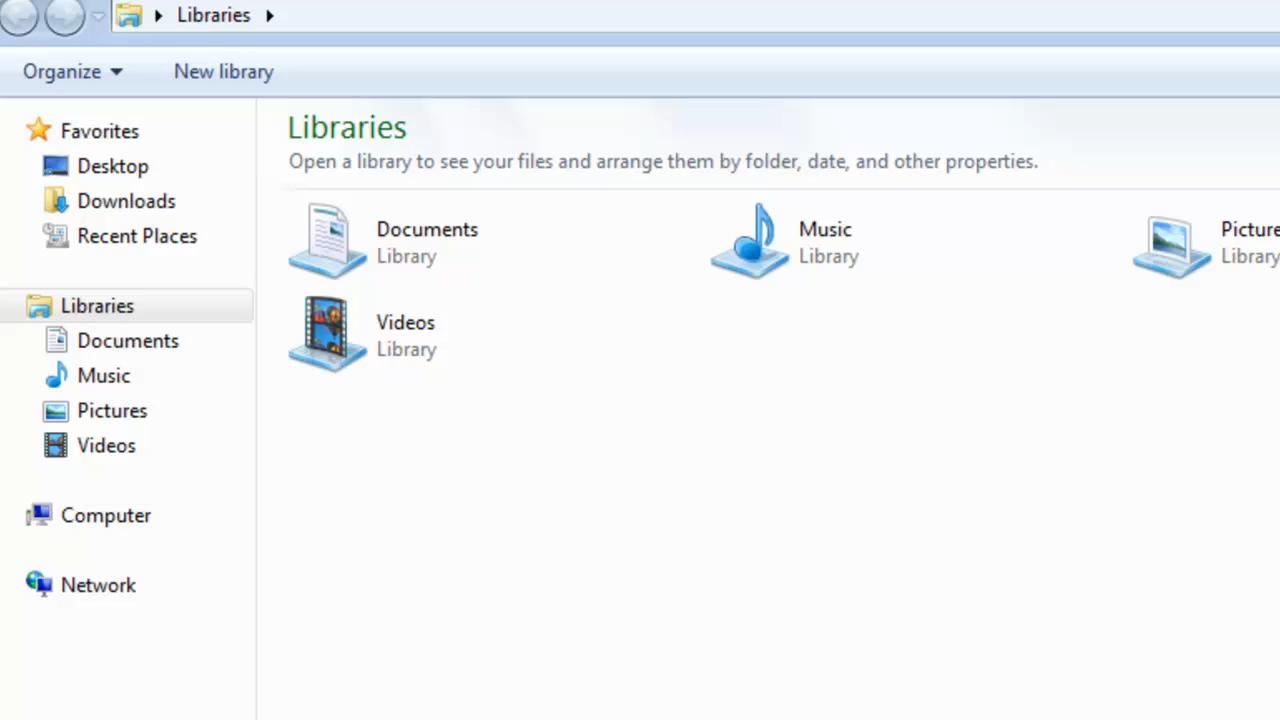 Libraries
Organize
New library
Favorites
Desktop
Downloads
Recent Places
Libraries
Documents
Music
Pictures
Videos
Computer
Network
Libraries
Open a library to see your files and arrange them by folder, date, and other properties.
Documents
Library
Music
Library
Picture
Library
Videos
Library